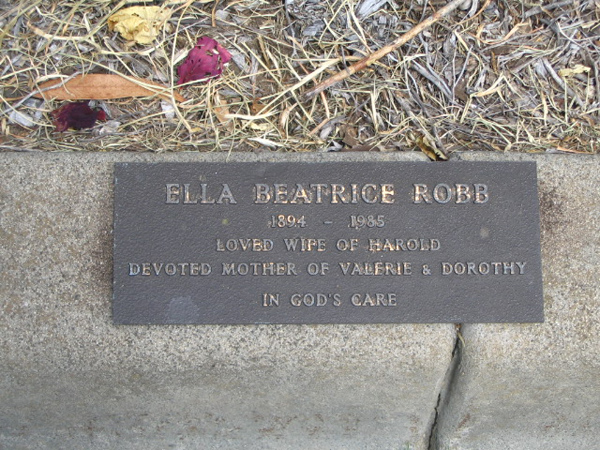 ELLA BEATRICE ROBB
1894 - 1985
LOVED WIFE OF HAROLD
DEVOTED MOTHER OF VALERIE & DOROTHY
IN GOD'S CARE